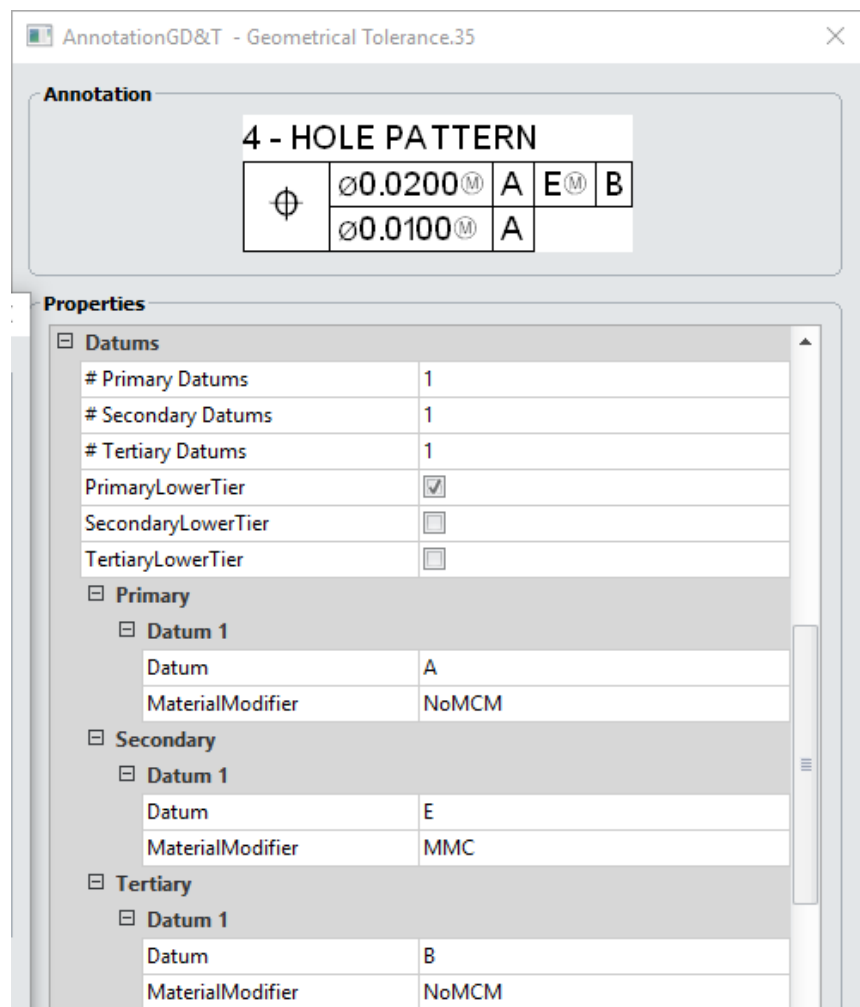 AnnotationGD&T - Geometrical Tolerance.35
Annotation
4 - HOLE PATTERN
⌖ ⌀0.0200Ⓜ A EⓂ B
⌀0.0100Ⓜ A
Properties
Datums
# Primary Datums 1
# Secondary Datums 1
# Tertiary Datums 1
PrimaryLowerTier
SecondaryLowerTier
TertiaryLowerTier
Primary
Datum 1
Datum A
MaterialModifier NoMCM
Secondary
Datum 1
Datum E
MaterialModifier MMC
Tertiary
Datum 1
Datum B
MaterialModifier NoMCM